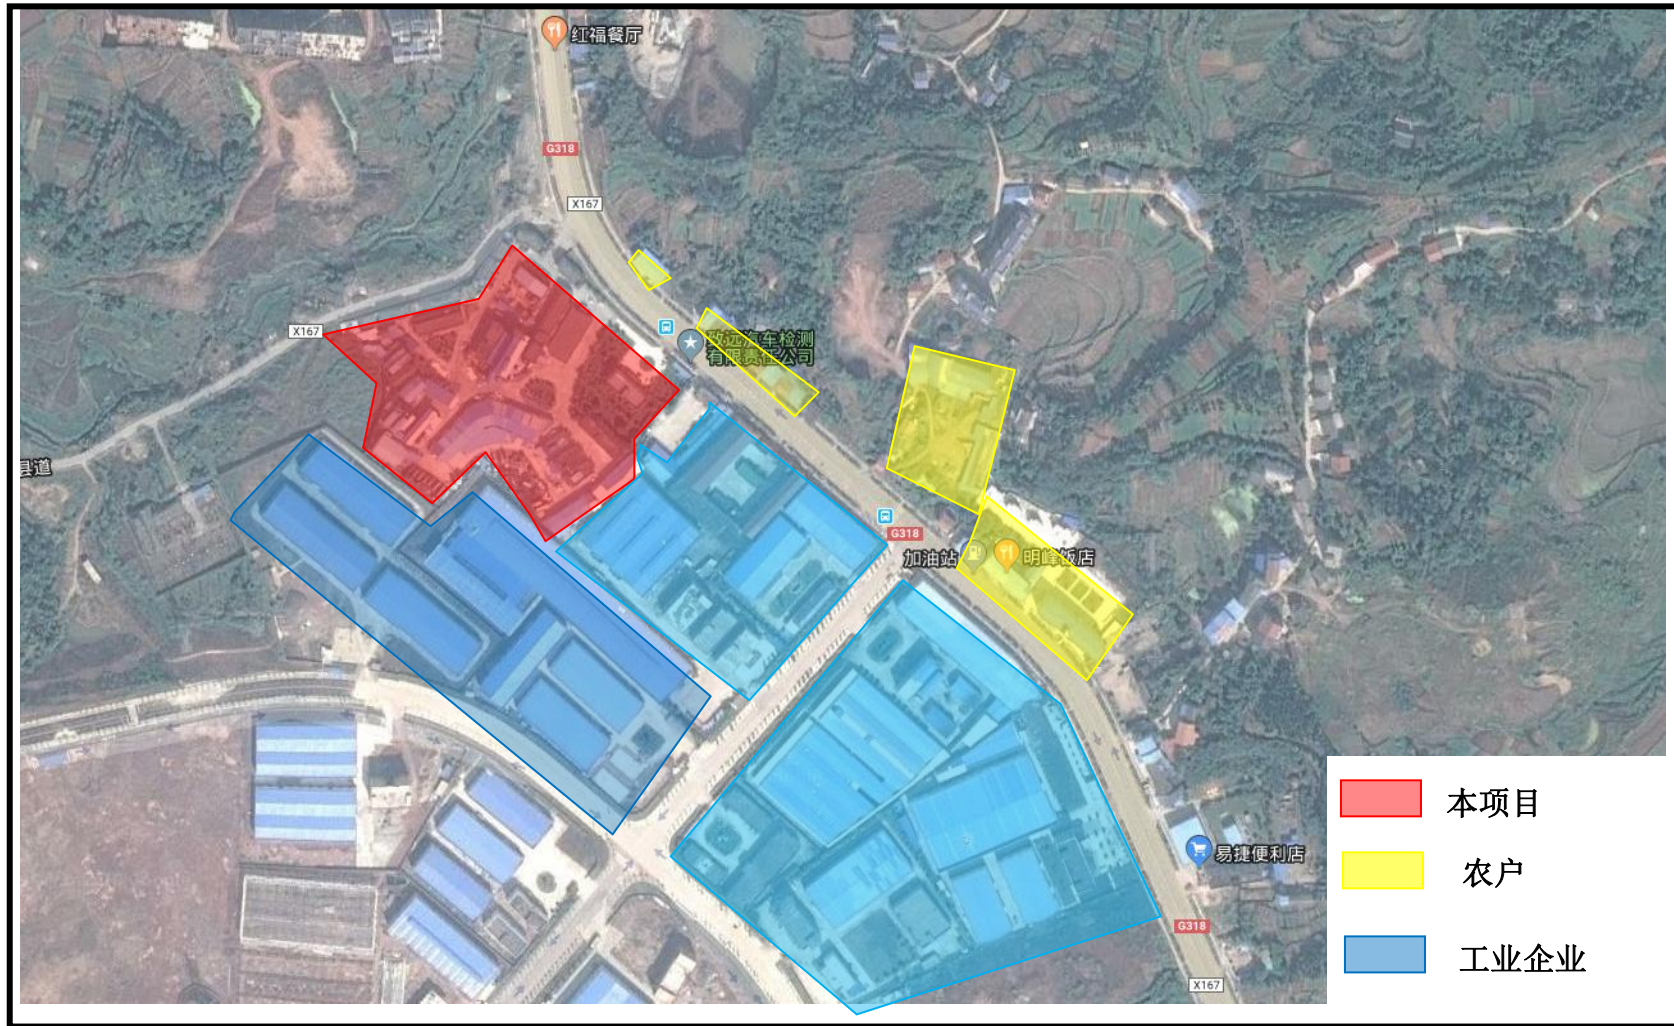 红福餐厅
G318
X167
X167
致远汽车检测
有限责任公司
县道
G318
加油站
明峰饭店
本项目
易捷便利店
农户
G318
工业企业
X167